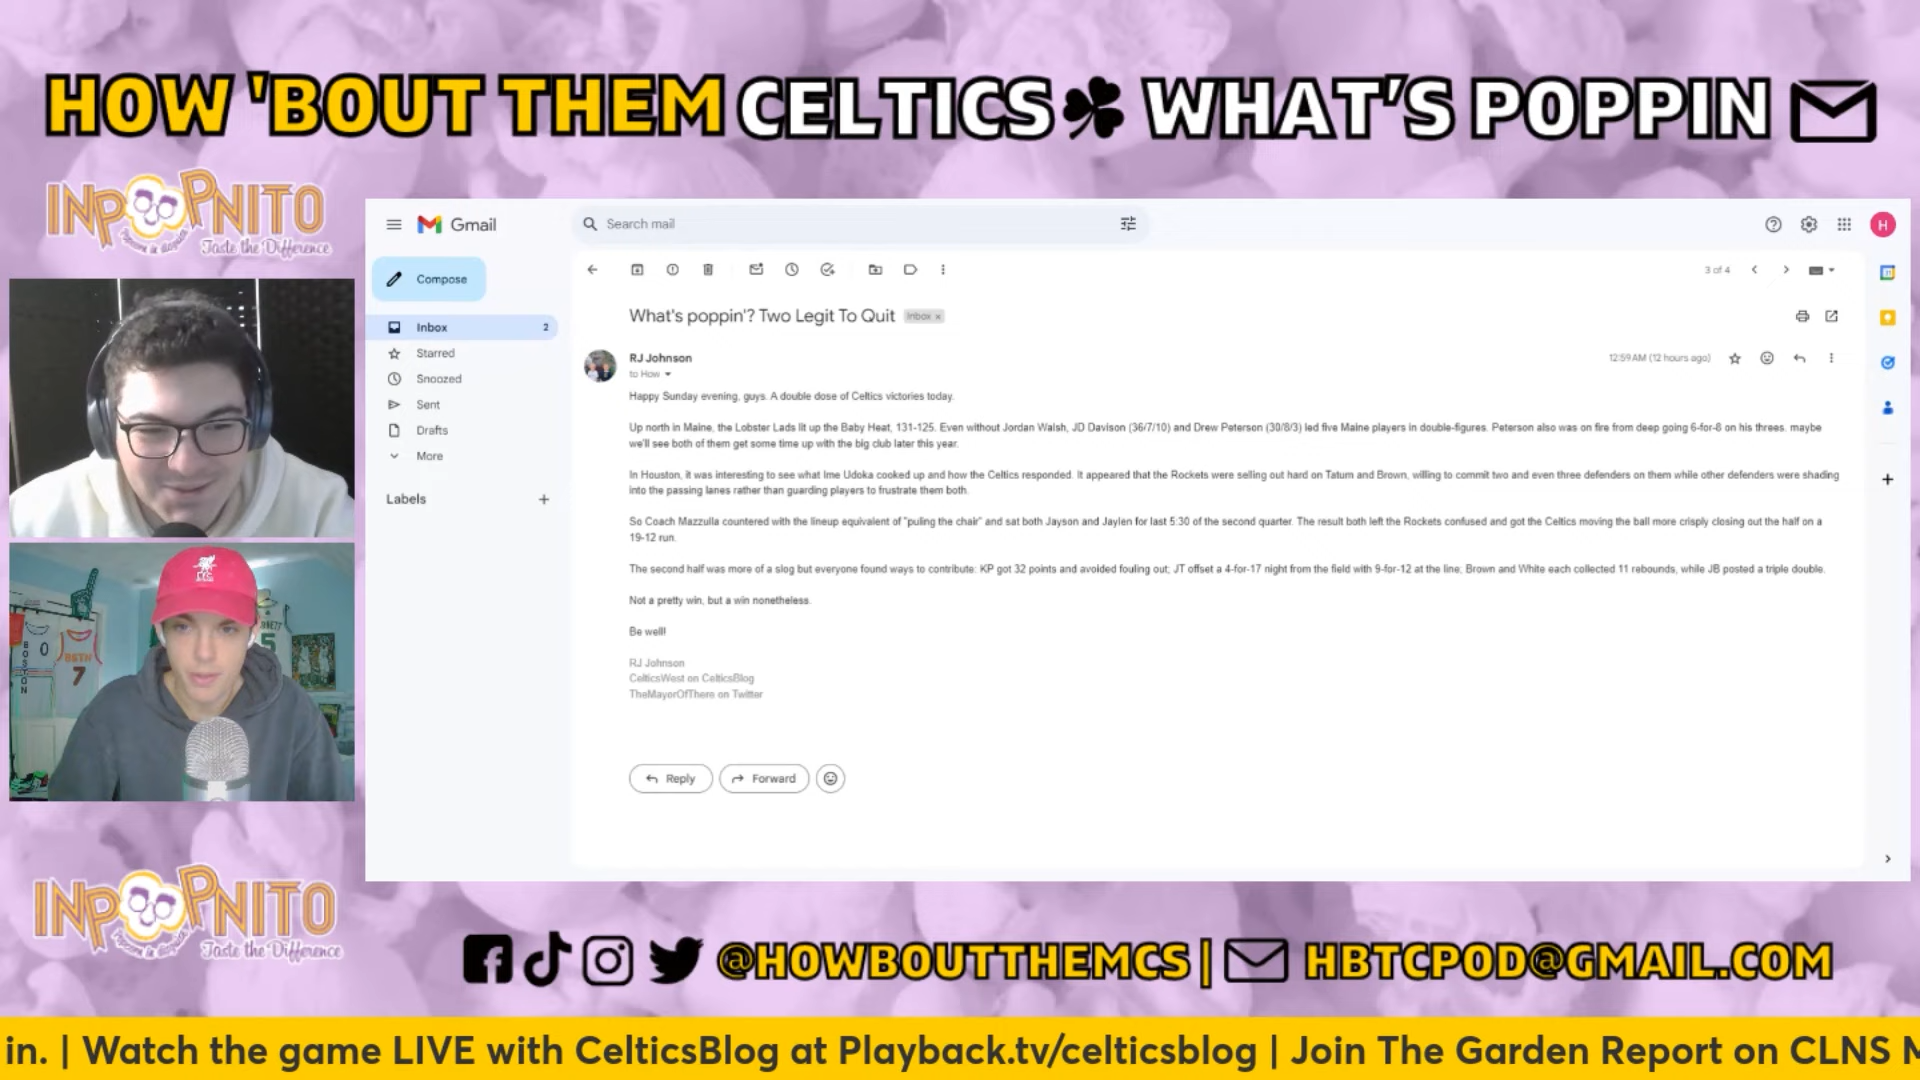 HOW 'BOUT THEM CELTICS WHAT'S POPPIN
INPOPNITO
Taste the Difference
Gmail
Search mail
H
Compose
3 of 4
Inbox 2
Starred
Snoozed
Sent
Drafts
More
Labels
What's poppin'? Two Legit To Quit Inbox x
RJ Johnson
12:59 AM (12 hours ago)
to How
Happy Sunday evening, guys. A double dose of Celtics victories today.
Up north in Maine, the Lobster Lads lit up the Baby Heat, 131-125. Even without Jordan Walsh, JD Davison (36/7/10) and Drew Peterson (30/8/3) led five Maine players in double-figures. Peterson also was on fire from deep going 6-for-8 on his threes. maybe
we'll see both of them get some time up with the big club later this year.
In Houston, it was interesting to see what Ime Udoka cooked up and how the Celtics responded. It appeared that the Rockets were selling out hard on Tatum and Brown, willing to commit two and even three defenders on them while other defenders were shading
into the passing lanes rather than guarding players to frustrate them both.
So Coach Mazzulla countered with the lineup equivalent of "puling the chair" and sat both Jayson and Jaylen for last 5:30 of the second quarter. The result both left the Rockets confused and got the Celtics moving the ball more crisply closing out the half on a
19-12 run.
The second half was more of a slog but everyone found ways to contribute: KP got 32 points and avoided fouling out; JT offset a 4-for-17 night from the field with 9-for-12 at the line; Brown and White each collected 11 rebounds, while JB posted a triple double.
Not a pretty win, but a win nonetheless.
Be well!
RJ Johnson
CelticsWest on CelticsBlog
TheMayorOfThere on Twitter
Reply
Forward
LFC
BOSTON
0
BSTN
7
5
INPOPNITO
Taste the Difference
@HOWBOUTTHEMCS | HBTCPOD@GMAIL.COM
in. | Watch the game LIVE with CelticsBlog at Playback.tv/celticsblog | Join The Garden Report on CLNS M